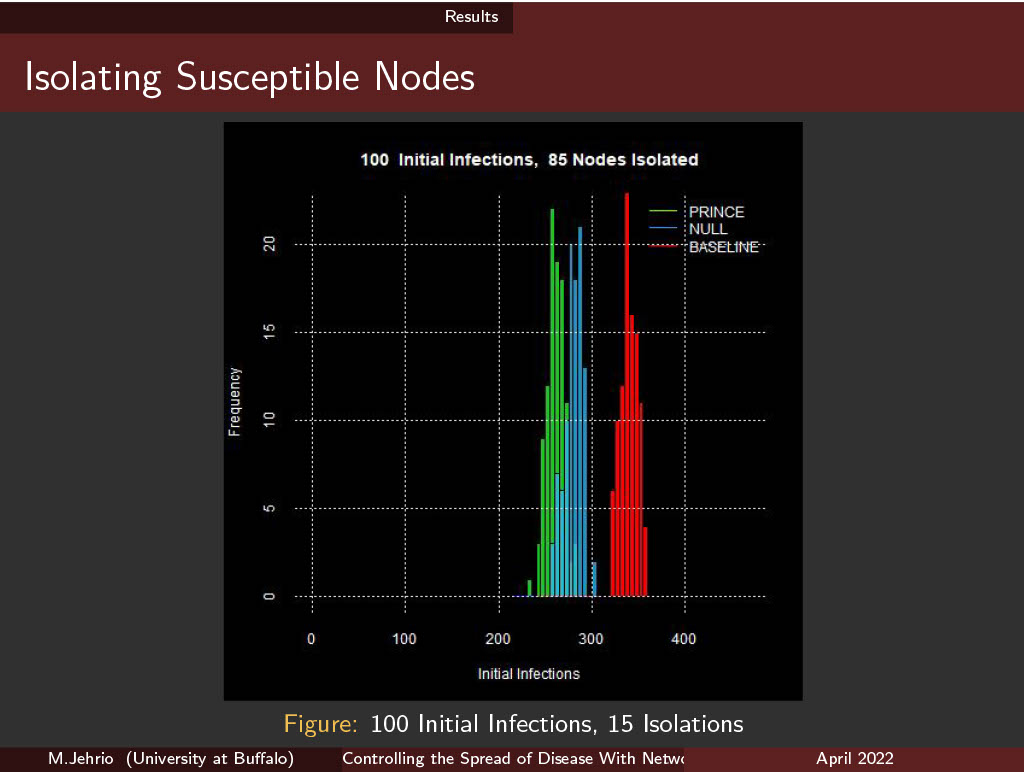 Results
Isolating Susceptible Nodes
100 Initial Infections, 85 Nodes Isolated
PRINCE
NULL
BASELINE
20
15
10
5
0
Frequency
0 100 200 300 400
Initial Infections
Figure: 100 Initial Infections, 15 Isolations
M.Jehrio (University at Buffalo) Controlling the Spread of Disease With Netwo April 2022